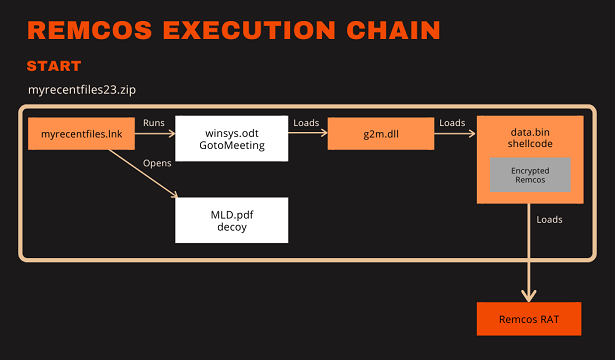 REMCOS EXECUTION CHAIN
START
myrecentfiles23.zip
myrecentfiles.lnk
Runs
winsys.odt
GotoMeeting
Loads
g2m.dll
Loads
data.bin
shellcode
Encrypted
Remcos
Opens
MLD.pdf
decoy
Loads
Remcos RAT